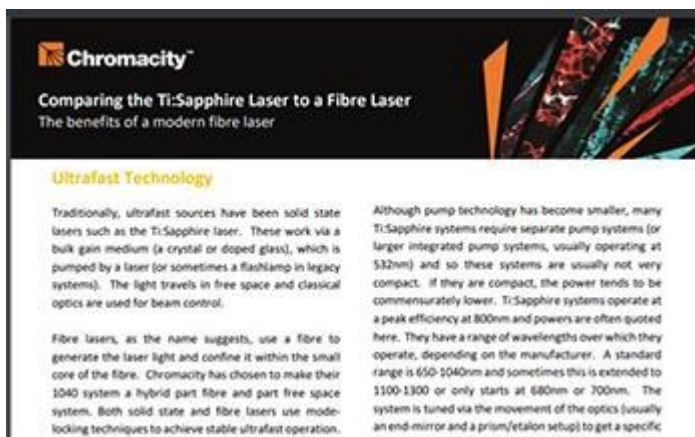 Chromacity™
Comparing the Ti:Sapphire Laser to a Fibre Laser
The benefits of a modern fibre laser
Ultrafast Technology
Traditionally, ultrafast sources have been solid state
lasers such as the Ti:Sapphire laser. These work via a
bulk gain medium (a crystal or doped glass), which is
pumped by a laser (or sometimes a flashlamp in legacy
systems). The light travels in free space and classical
optics are used for beam control.
Fibre lasers, as the name suggests, use a fibre to
generate the laser light and confine it within the small
core of the fibre. Chromacity has chosen to make their
1040 system a hybrid part fibre and part free space
system. Both solid state and fibre lasers use mode-
locking techniques to achieve stable ultrafast operation.
Although pump technology has become smaller, many
Ti:Sapphire systems require separate pump systems (or
larger integrated pump systems, usually operating at
532nm) and so these systems are usually not very
compact. If they are compact, the power tends to be
commensurately lower. Ti:Sapphire systems operate at
a peak efficiency at 800nm and powers are often quoted
here. They have a range of wavelengths over which they
operate, depending on the manufacturer. A standard
range is 650-1040nm and sometimes this is extended to
1100-1300 or only starts at 680nm or 700nm. The
system is tuned via the movement of the optics (usually
an end-mirror and a prism/etalon setup) to get a specific